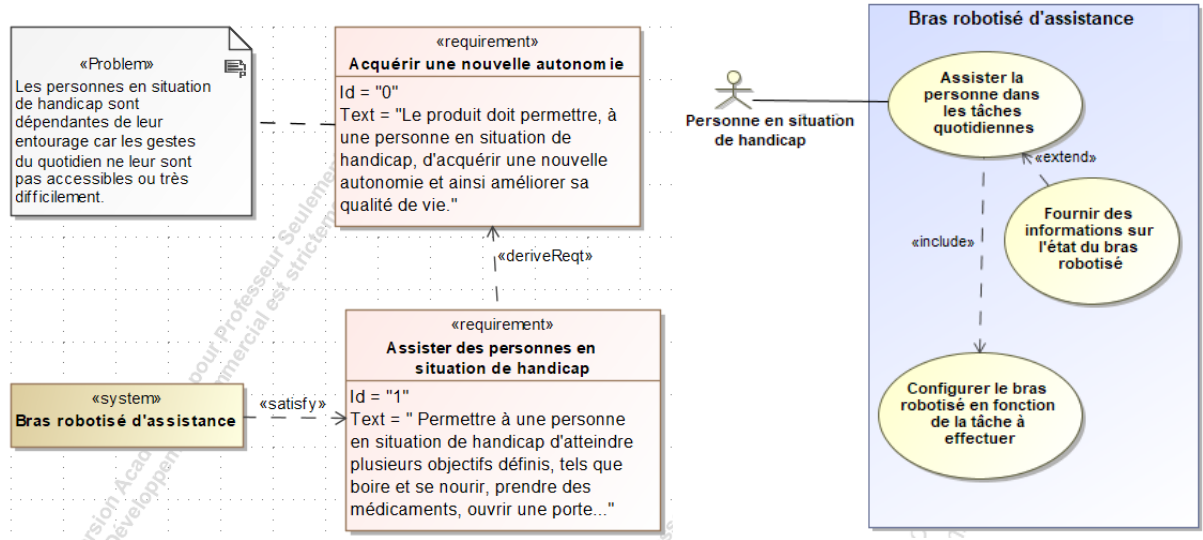 «Problem»
Les personnes en situation
de handicap sont
dépendantes de leur
entourage car les gestes
du quotidien ne leur sont
pas accessibles ou très
difficilement.
«requirement»
Acquérir une nouvelle autonomie
Id = "0"
Text = "Le produit doit permettre, à
une personne en situation de
handicap, d'acquérir une nouvelle
autonomie et ainsi améliorer sa
qualité de vie."
«deriveReqt»
«requirement»
Assister des personnes en
situation de handicap
Id = "1"
Text = " Permettre à une personne
en situation de handicap d'atteindre
plusieurs objectifs définis, tels que
boire et se nourir, prendre des
médicaments, ouvrir une porte..."
«system»
Bras robotisé d'assistance
«satisfy»
Bras robotisé d'assistance
Personne en situation
de handicap
Assister la
personne dans
les tâches
quotidiennes
«extend»
Fournir des
informations sur
l'état du bras
robotisé
«include»
Configurer le bras
robotisé en fonction
de la tâche à
effectuer